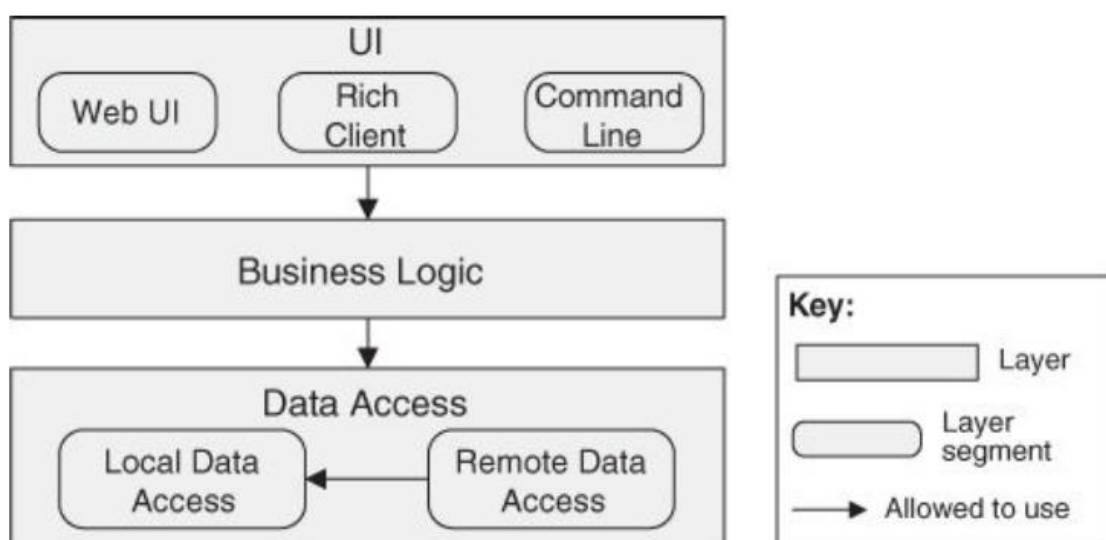 UI
Web UI
Rich
Client
Command
Line
Business Logic
Data Access
Local Data
Access
Remote Data
Access
Key:
Layer
Layer
segment
Allowed to use